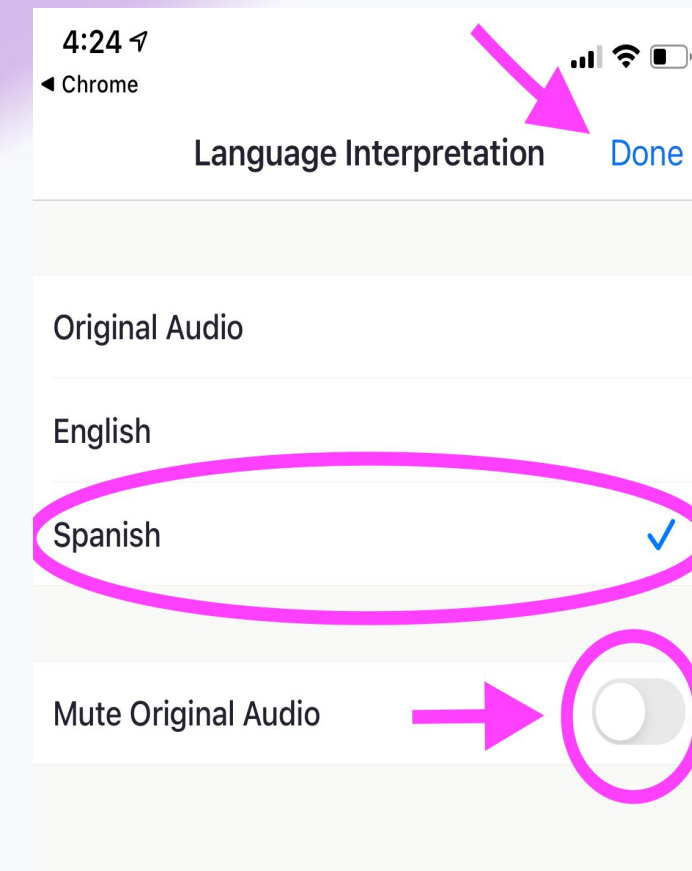 4:24
◀ Chrome
Language Interpretation Done
Original Audio
English
Spanish
Mute Original Audio